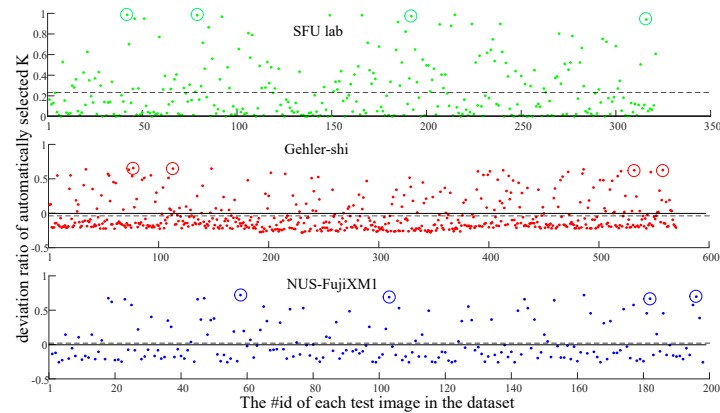 SFU lab
1
0.8
0.6
0.4
0.2
0
1 50 100 150 200 250 300 350
Gehler-shi
1
0.5
0
-0.5
1 100 200 300 400 500 600
NUS-FujiXM1
1
0.5
0
-0.5
1 20 40 60 80 100 120 140 160 180 200
deviation ratio of automatically selected K
The #id of each test image in the dataset